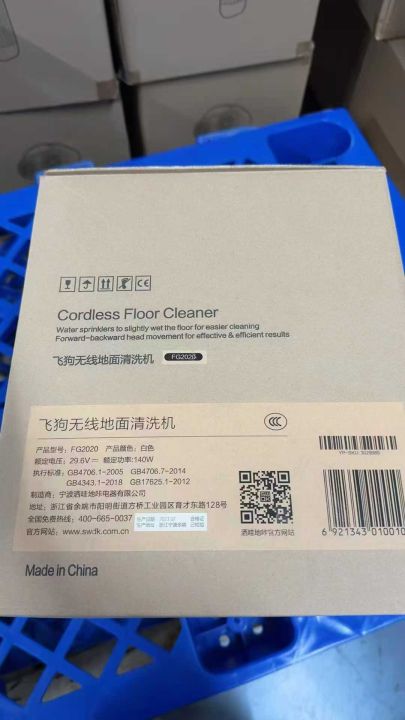 Cordless Floor Cleaner
Water sprinklers to slightly wet the floor for easier cleaning
Forward-backward head movement for effective & efficient results
飞狗无线地面清洗机 FG2020
飞狗无线地面清洗机
产品型号: FG2020 产品颜色: 白色
额定电压: 29.6V⎓ 额定功率: 140W
执行标准: GB4706.1-2005 GB4706.7-2014
GB4343.1-2018 GB17625.1-2012
制造商: 宁波洒哇地咔电器有限公司
地址: 浙江省余姚市阳明街道方桥工业园区育才东路128号
全国免费热线: 400-665-0037
官方网站: www.swdk.com
生产日期
合格证
洒哇地咔官方网站
6 921343 010010
Made in China